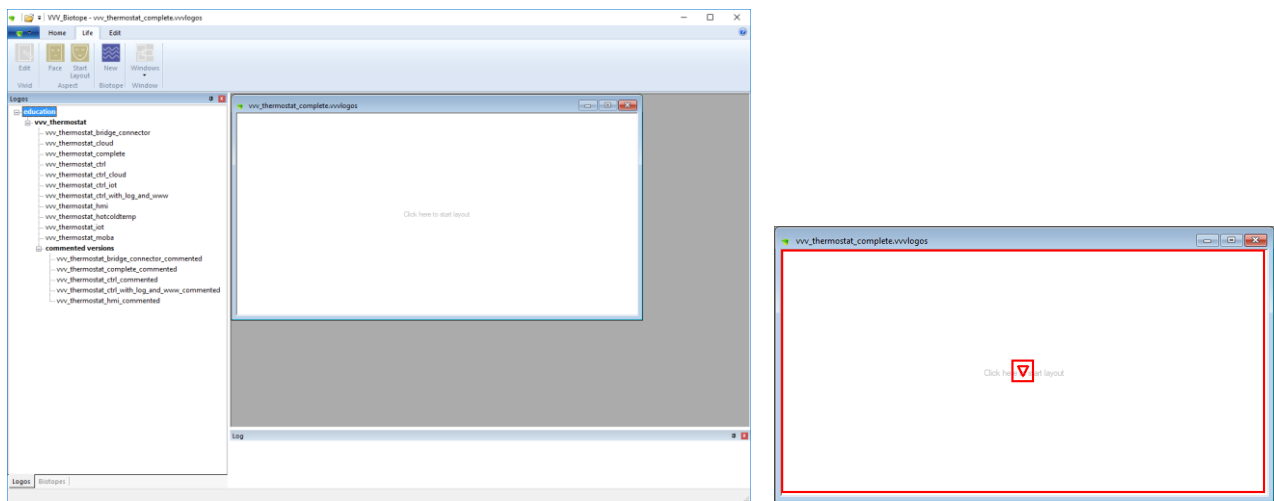 VVV_Biotope - vvv_thermostat_complete.vvvlogos
Home Life Edit
Edit Face Start Layout New Windows
Vivid Aspect Biotope Window
Logos
education
vvv_thermostat
vvv_thermostat_bridge_connector
vvv_thermostat_cloud
vvv_thermostat_complete
vvv_thermostat_ctrl
vvv_thermostat_ctrl_cloud
vvv_thermostat_ctrl_iot
vvv_thermostat_ctrl_with_log_and_www
vvv_thermostat_hmi
vvv_thermostat_hotcoldtemp
vvv_thermostat_iot
vvv_thermostat_moba
commented versions
vvv_thermostat_bridge_connector_commented
vvv_thermostat_complete_commented
vvv_thermostat_ctrl_commented
vvv_thermostat_ctrl_with_log_and_www_commented
vvv_thermostat_hmi_commented
Logos Biotopes
vvv_thermostat_complete.vvvlogos
Click here to start layout
Log
vvv_thermostat_complete.vvvlogos
Click layout